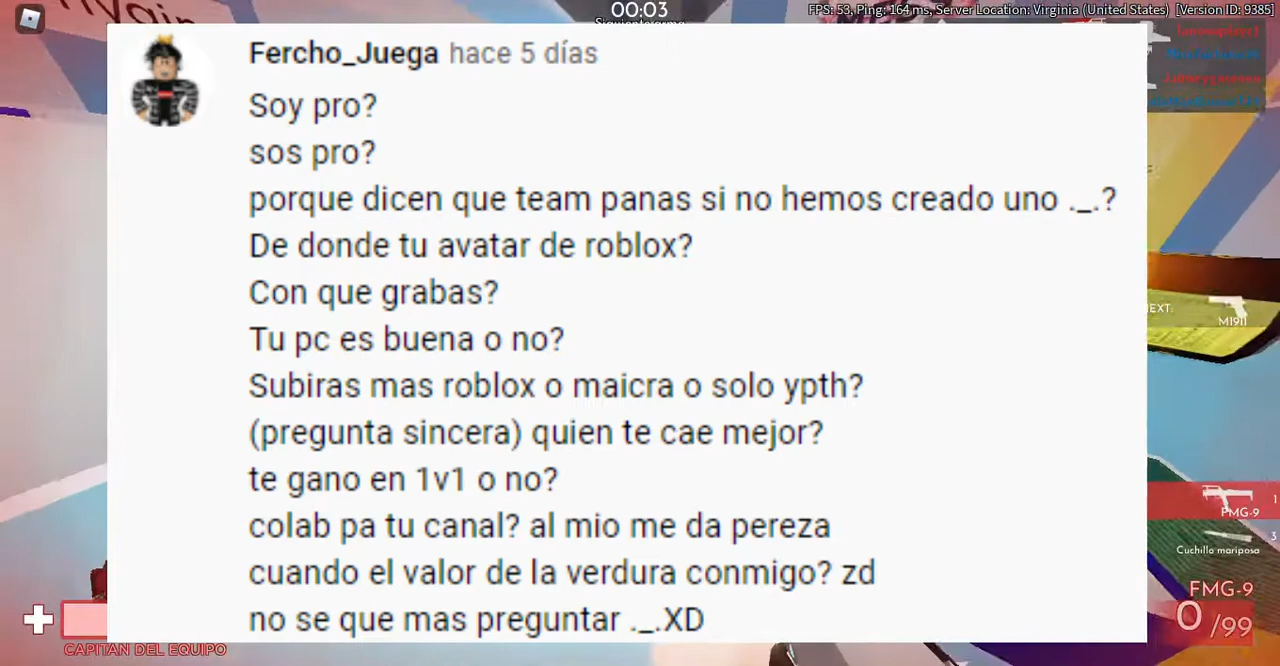 00:03
FPS: 53, Ping: 164 ms, Server Location: Virginia (United States) [Version ID: 9385]
Fercho_Juega hace 5 días
Soy pro?
sos pro?
porque dicen que team panas si no hemos creado uno ._.?
De donde tu avatar de roblox?
Con que grabas?
Tu pc es buena o no?
Subiras mas roblox o maicra o solo ypth?
(pregunta sincera) quien te cae mejor?
te gano en 1v1 o no?
colab pa tu canal? al mio me da pereza
cuando el valor de la verdura conmigo? zd
no se que mas preguntar ._.XD
EXT:
M1911
1
FMG-9
3
Cuchillo mariposa
FMG-9
0/99
CAPITAN DEL EQUIPO